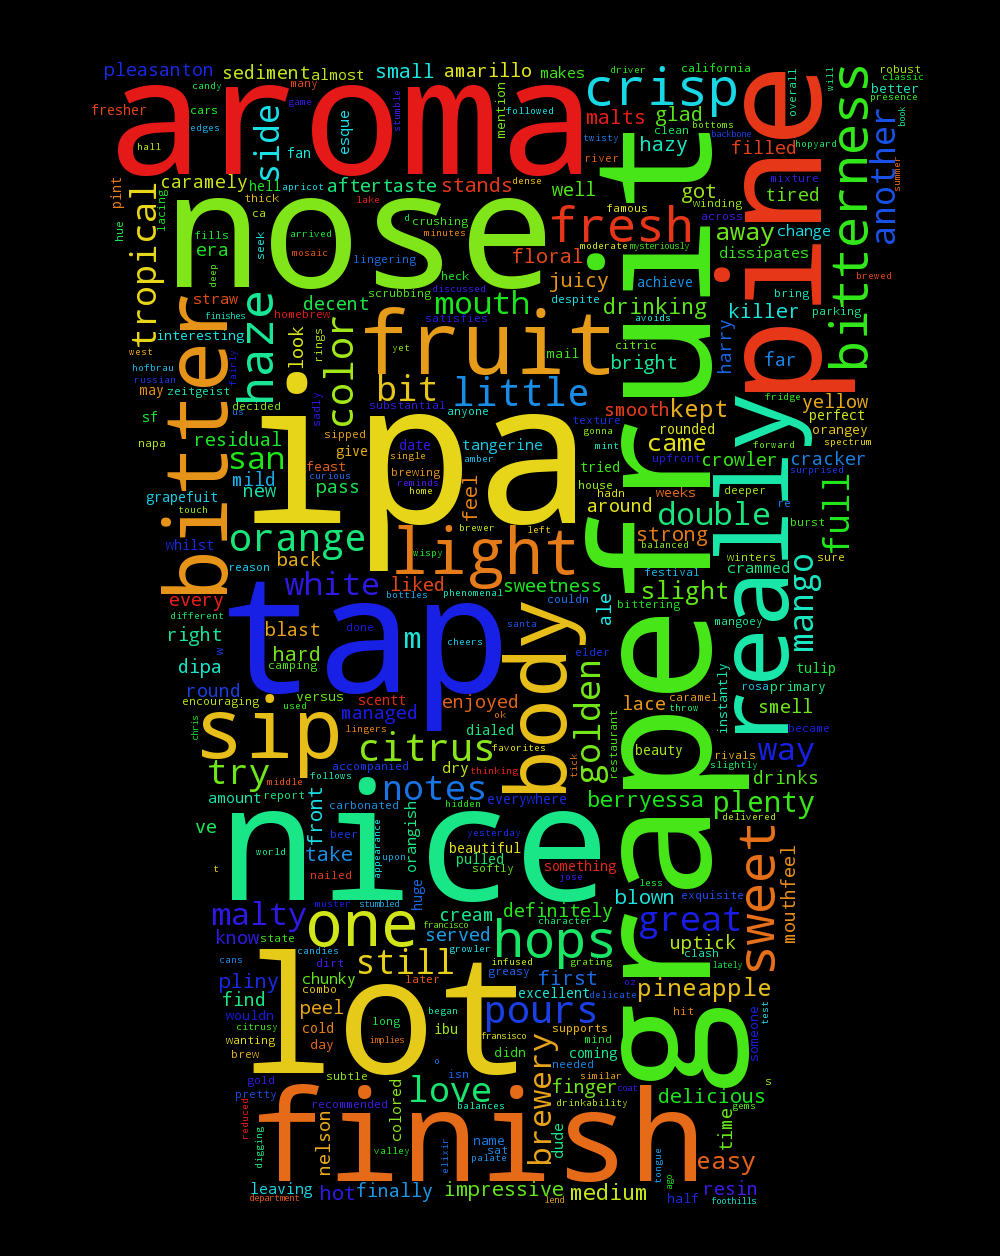 pleasanton
sediment
almost
small
amarillo
makes
driver
california
robust
classic
candy
many
crisp
will
better
presence
fresher
cars
game
stumble
mention
followed
malts
glad
overall
book
edges
side
aroma
esque
twisty
clean
bottoms
backbone
hopyard
another
hall
fan
river
hazy
filled
bitterness
pint
caramely
hell
apricot
aftertaste
stands
dense
well
got
mixture
tired
summer
lacing
thick
lake
famous
winding
pine
hue
tropical
ca
nose
d
crushing
fresh
across
away
change
fills
era
seek
arrived
minutes
moderate
mysteriously
dissipates
brewed
mosaic
lingering
floral
deep
heck
juicy
despite
achieve
straw
decent
scrubbing
discussed
mouth
drinking
bring
finishes
homebrew
satisfies
avoids
killer
parking
interesting
haze
look
rings
color
fruit
yet
mail
citric
harry
west
hofbrau
russian
fairly
bright
far
may
zeitgeist
us
sadly
bit
little
fridge
yellow
bitter
decided
substantial
anyone
texture
smooth
kept
perfect
sf
sipped
gonna
rounded
orangey
napa
residual
give
date
tangerine
mint
came
forward
spectrum
san
single
amber
house
upfront
crowler
cracker
feast
curious
brewing
tried
surprised
mild
new
pass
reminds
home
feel
hadn
weeks
deeper
re
grapefuit
touch
ipa
around
double
burst
full
whilst
orange
brewer
left
strong
sure
reason
back
wispy
light
balanced
winters
crammed
white
liked
sweetness
festival
slight
really
every
bottles
phenomenal
couldn
ale
bittering
mango
different
right
w
blast
done
m
cheers
santa
mangoey
dipa
hard
camping
tap
body
elder
tulip
round
encouraging
versus
used
scentt
enjoyed
golden
lace
caramel
throw
instantly
rosa
primary
chris
managed
lingers
ok
dialed
restaurant
smell
sip
citrus
favorites
beauty
rivals
became
way
try
middle
follows
accompanied
dry
thinking
tick
slightly
drinks
amount
report
front
carbonated
notes
everywhere
berryessa
plenty
ve
beer
orangish
hidden
delivered
world
take
appearance
upon
yesterday
beautiful
pulled
softly
something
grapefruit
sweet
mouthfeel
t
nailed
nice
jose
less
muster
stumbled
huge
blown
exquisite
malty
one
francisco
cream
definitely
character
great
know
state
served
growler
hops
uptick
clash
cans
candies
still
infused
grating
lately
pliny
dirt
chunky
later
greasy
first
pineapple
someone
find
combo
excellent
delicate
oz
wouldn
peel
lot
began
pours
hit
test
citrusy
wanting
cold
long
ibu
fransisco
supports
brew
day
implies
didn
mind
coming
o
needed
gold
subtle
isn
similar
s
pretty
colored
love
brewery
finger
coat
delicious
reduced
recommended
balances
drinkability
gems
time
digging
nelson
finish
name
sat
dude
valley
elixir
palate
tongue
easy
leaving
department
hot
finally
impressive
lend
medium
ago
half
resin
foothills